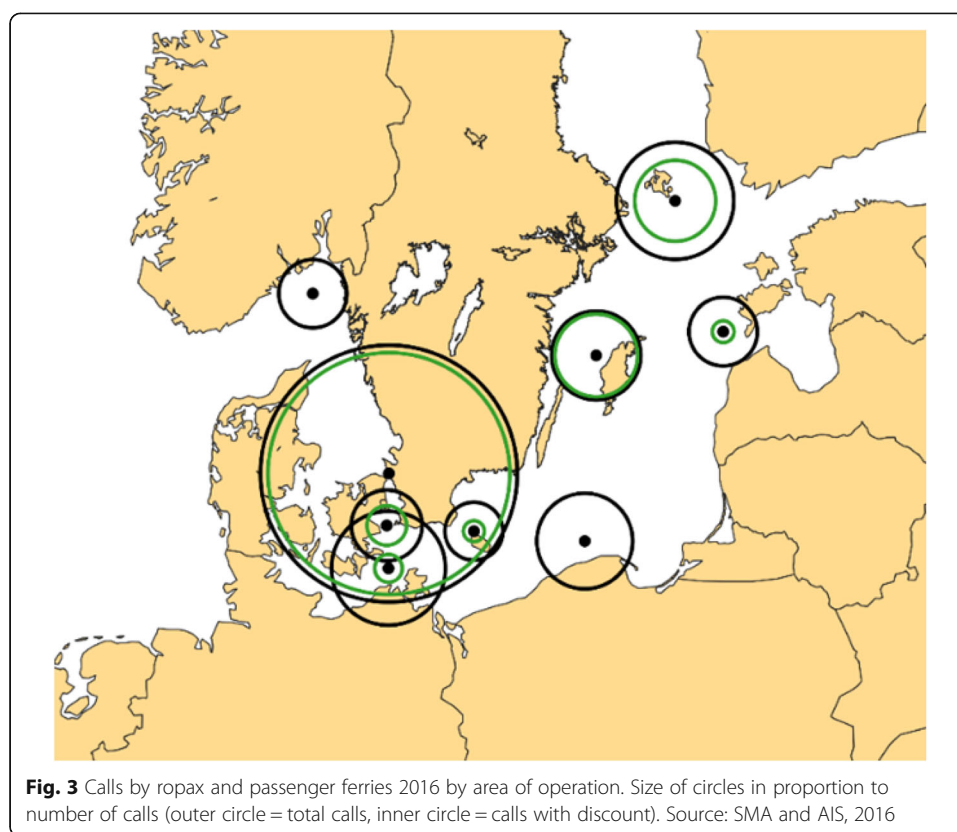 Fig. 3 Calls by ropax and passenger ferries 2016 by area of operation. Size of circles in proportion to
number of calls (outer circle = total calls, inner circle = calls with discount). Source: SMA and AIS, 2016